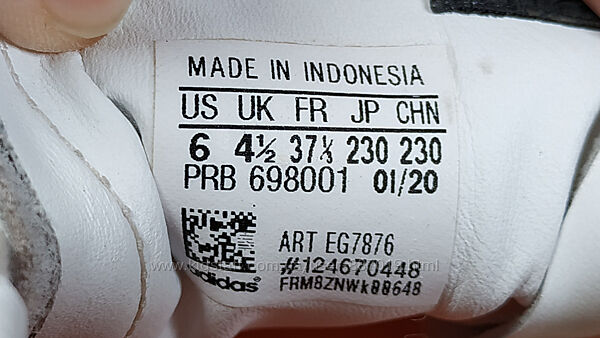 MADE IN INDONESIA
US UK FR JP CHN
6 4½ 37⅓ 230 230
PRB 698001 01/20
ART EG7876
#124670448
adidas